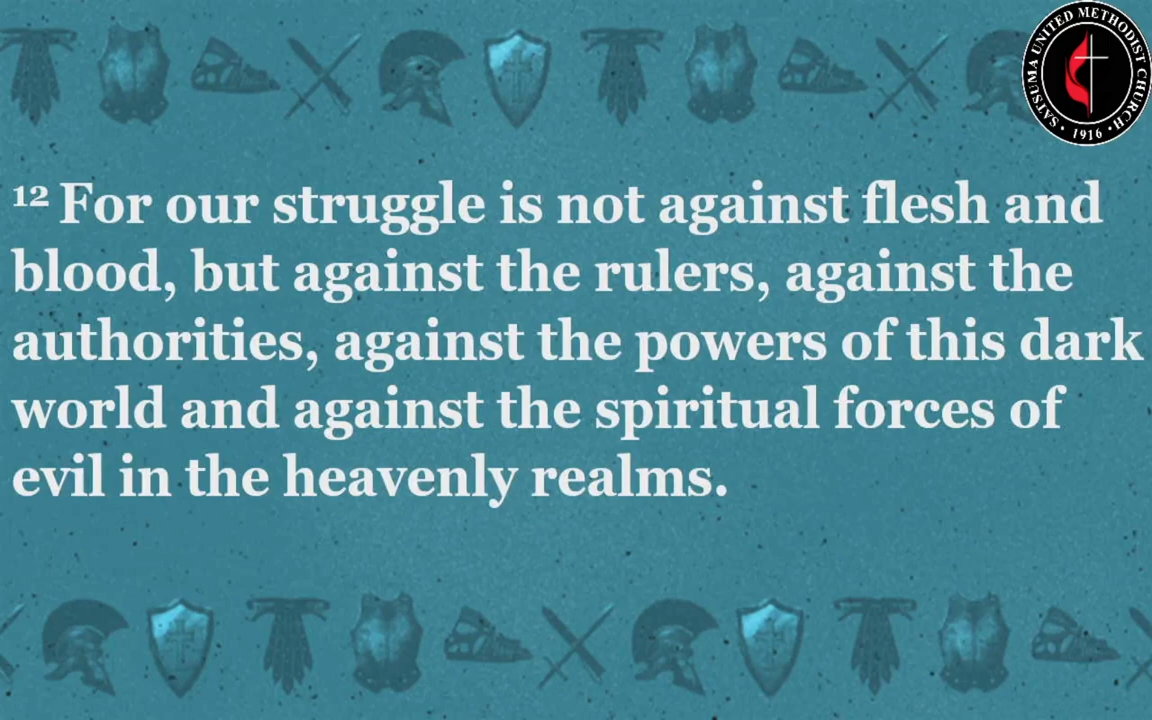 SATSUMA UNITED METHODIST CHURCH
• 1916 •
¹² For our struggle is not against flesh and
blood, but against the rulers, against the
authorities, against the powers of this dark
world and against the spiritual forces of
evil in the heavenly realms.